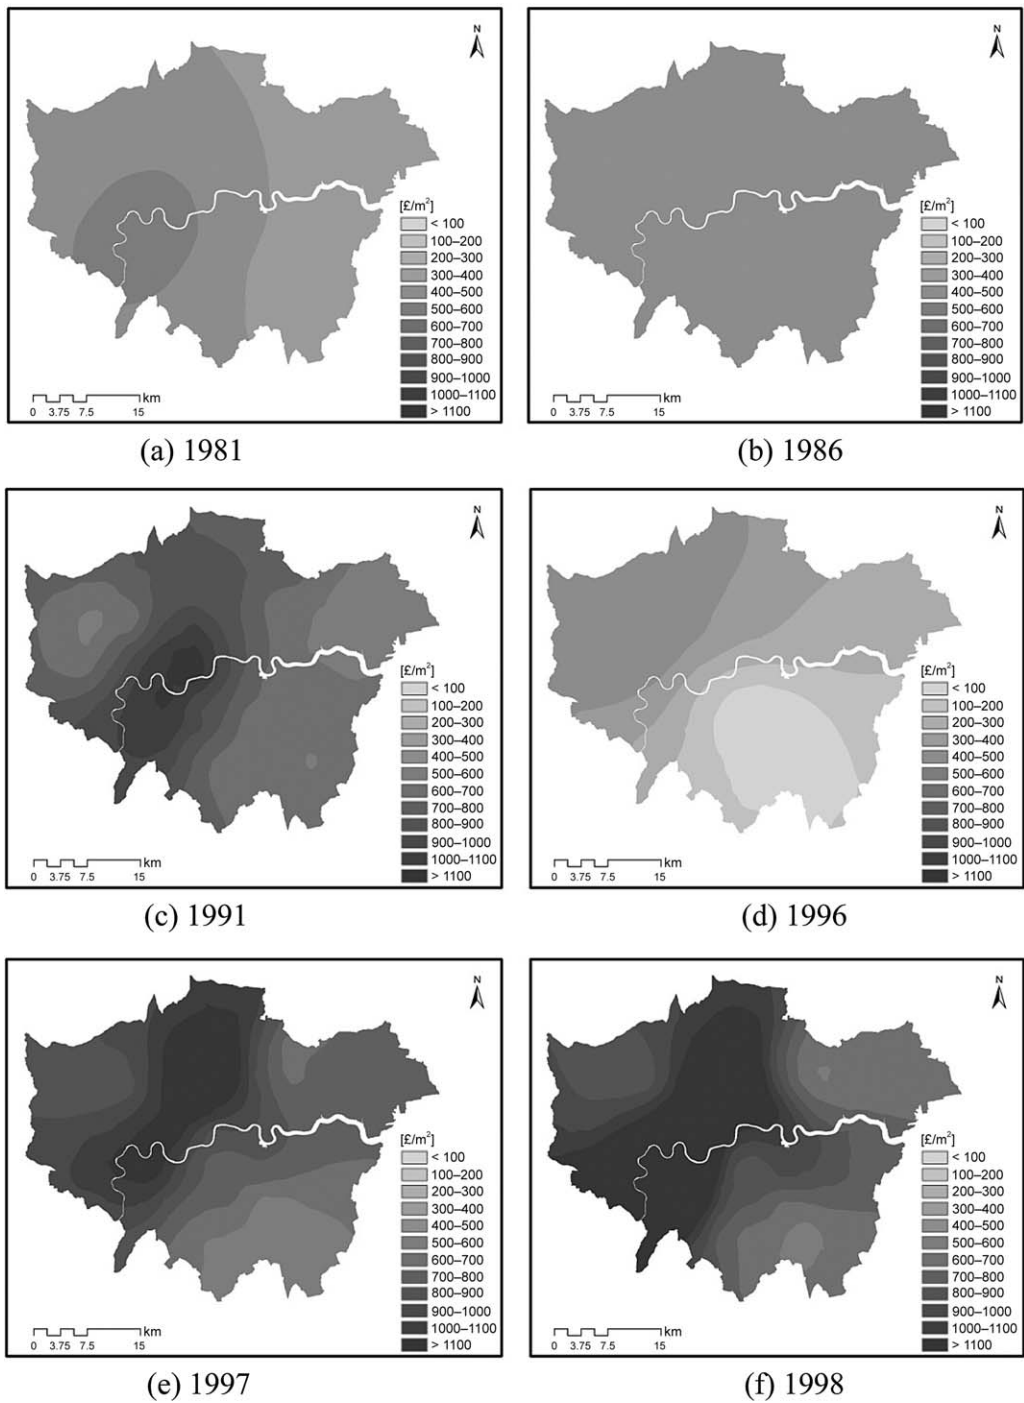 N
[£/m²]
< 100
100–200
200–300
300–400
400–500
500–600
600–700
700–800
800–900
900–1000
1000–1100
> 1100
km
0 3.75 7.5 15
(a) 1981
N
[£/m²]
< 100
100–200
200–300
300–400
400–500
500–600
600–700
700–800
800–900
900–1000
1000–1100
> 1100
km
0 3.75 7.5 15
(b) 1986
N
[£/m²]
< 100
100–200
200–300
300–400
400–500
500–600
600–700
700–800
800–900
900–1000
1000–1100
> 1100
km
0 3.75 7.5 15
(c) 1991
N
[£/m²]
< 100
100–200
200–300
300–400
400–500
500–600
600–700
700–800
800–900
900–1000
1000–1100
> 1100
km
0 3.75 7.5 15
(d) 1996
N
[£/m²]
< 100
100–200
200–300
300–400
400–500
500–600
600–700
700–800
800–900
900–1000
1000–1100
> 1100
km
0 3.75 7.5 15
(e) 1997
N
[£/m²]
< 100
100–200
200–300
300–400
400–500
500–600
600–700
700–800
800–900
900–1000
1000–1100
> 1100
km
0 3.75 7.5 15
(f) 1998